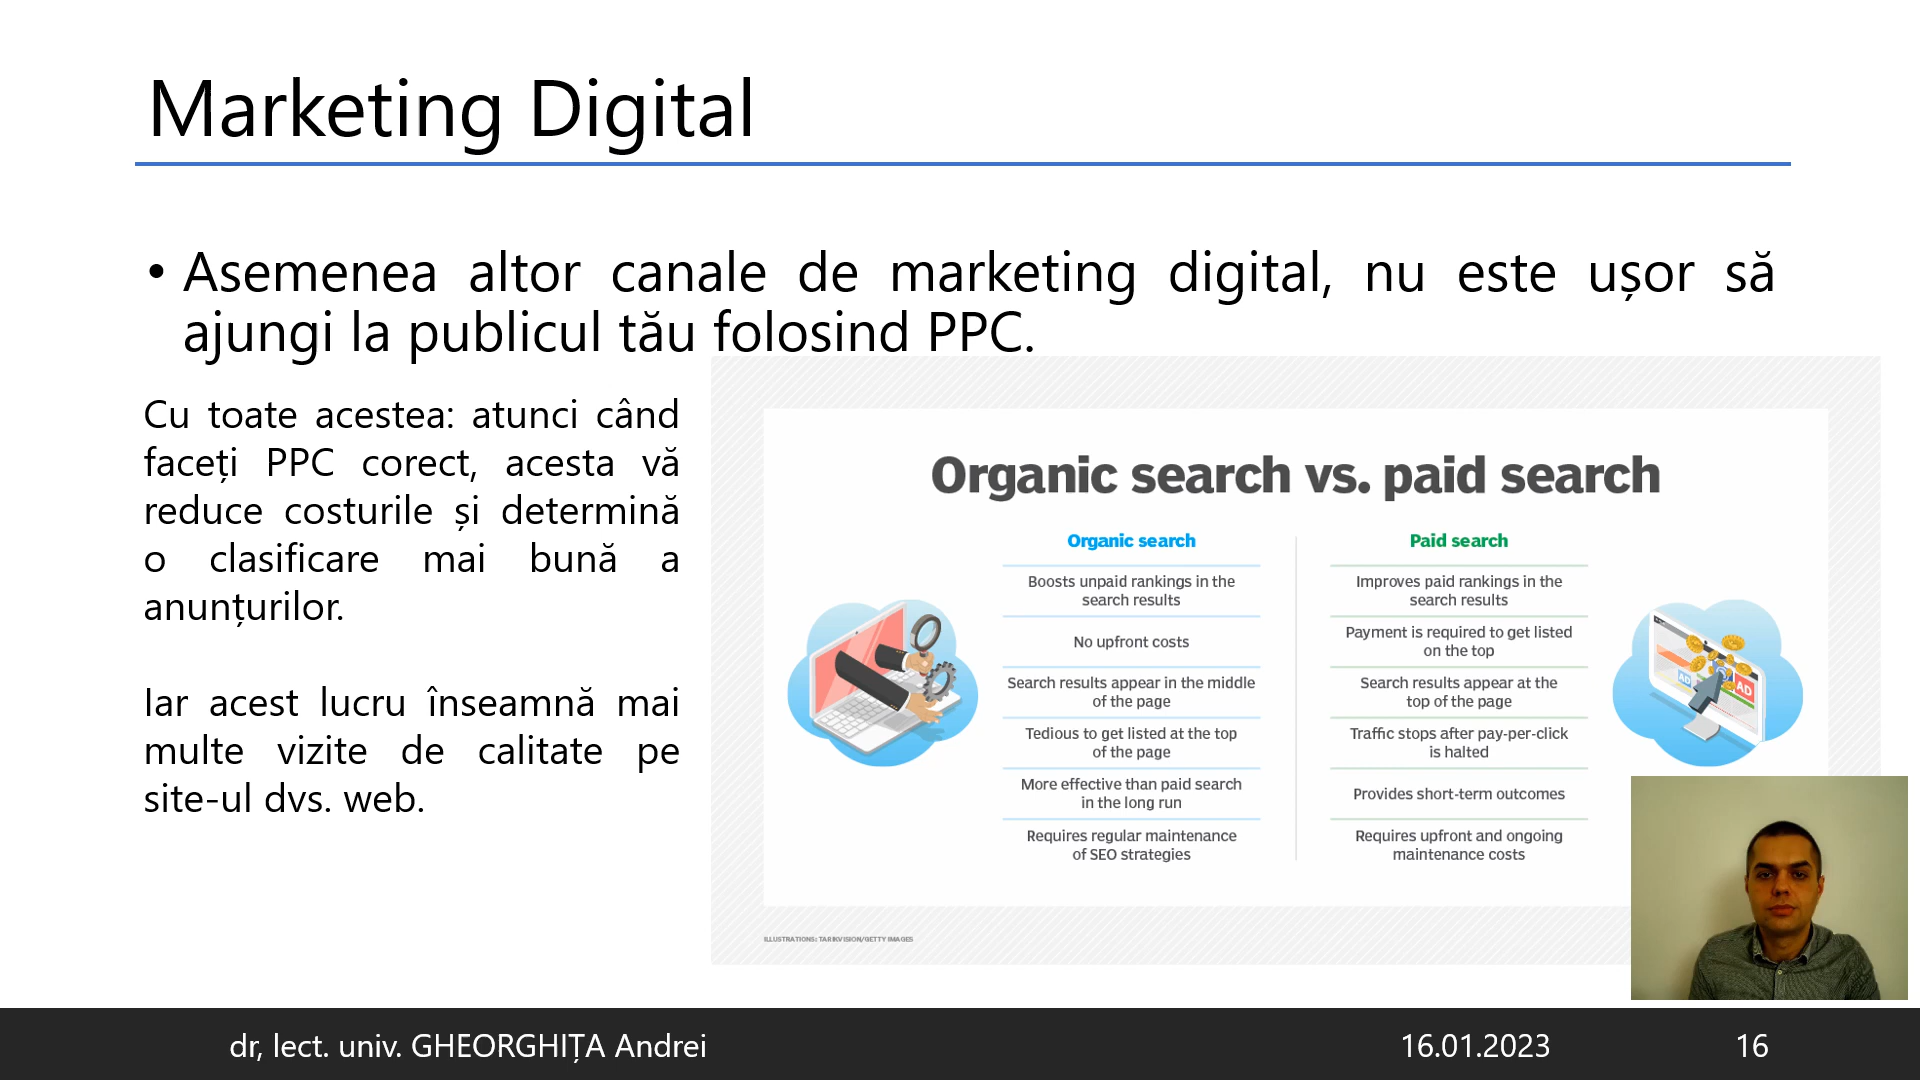 Marketing Digital
• Asemenea altor canale de marketing digital, nu este ușor să
ajungi la publicul tău folosind PPC.
Cu toate acestea: atunci când
faceți PPC corect, acesta vă
reduce costurile și determină
o clasificare mai bună a
anunțurilor.
Iar acest lucru înseamnă mai
multe vizite de calitate pe
site-ul dvs. web.
Organic search vs. paid search
Organic search
Boosts unpaid rankings in the
search results
No upfront costs
Search results appear in the middle
of the page
Tedious to get listed at the top
of the page
More effective than paid search
in the long run
Requires regular maintenance
of SEO strategies
Paid search
Improves paid rankings in the
search results
Payment is required to get listed
on the top
Search results appear at the
top of the page
Traffic stops after pay-per-click
is halted
Provides short-term outcomes
Requires upfront and ongoing
maintenance costs
AD
AD
ILLUSTRATIONS: TARIKVISION/GETTY IMAGES
dr, lect. univ. GHEORGHIȚA Andrei
16.01.2023
16